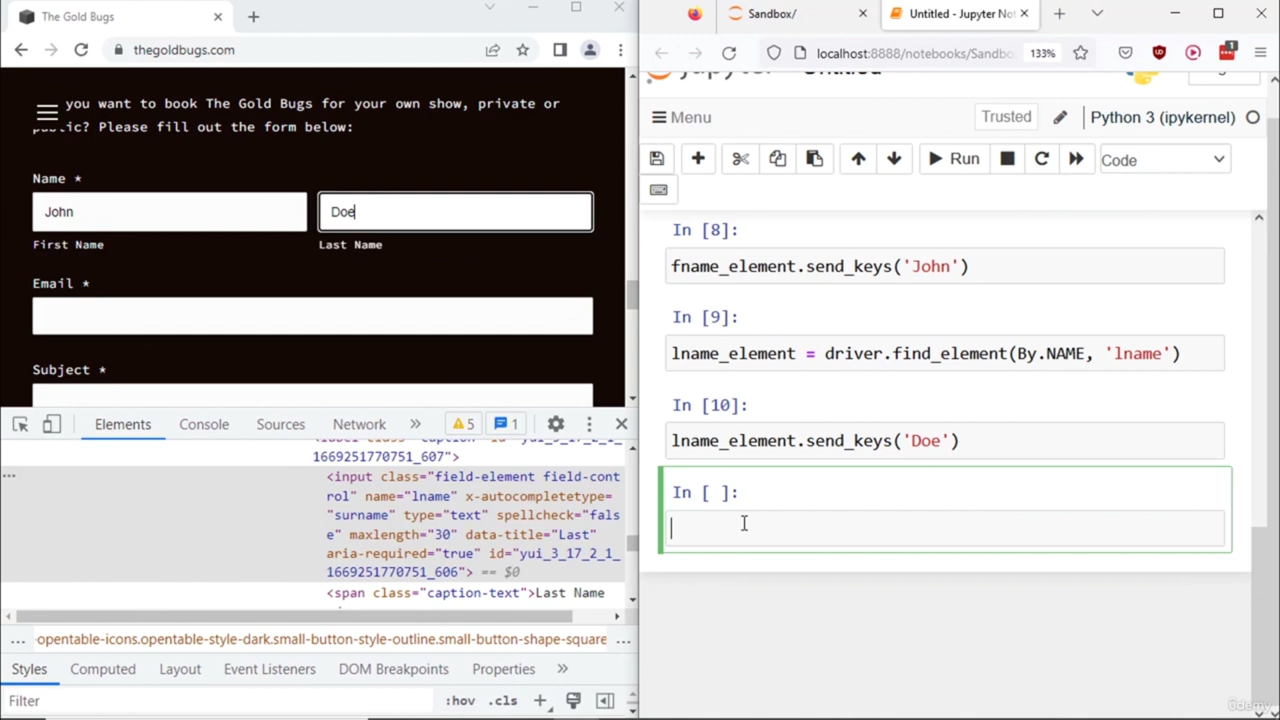 The Gold Bugs
thegoldbugs.com
you want to book The Gold Bugs for your own show, private or
public? Please fill out the form below:
Name *
John
Doe
First Name
Last Name
Email *
Subject *
Elements
Console
Sources
Network
5
1
1669251770751_607">
<input class="field-element field-cont
rol" name="lname" x-autocompletetype=
"surname" type="text" spellcheck="fals
e" maxlength="30" data-title="Last"
aria-required="true" id="yui_3_17_2_1_
1669251770751_606"> == $0
<span class="caption-text">Last Name
... opentable-icons.opentable-style-dark.small-button-style-outline.small-button-shape-square ...
Styles
Computed
Layout
Event Listeners
DOM Breakpoints
Properties
Filter
:hov
.cls
Sandbox/
Untitled - Jupyter Not
localhost:8888/notebooks/Sandbo
133%
1
Jupyter
Untitled
Menu
Trusted
Python 3 (ipykernel)
Run
Code
In [8]:
fname_element.send_keys('John')
In [9]:
lname_element = driver.find_element(By.NAME, 'lname')
In [10]:
lname_element.send_keys('Doe')
In [ ]:
ûdemy